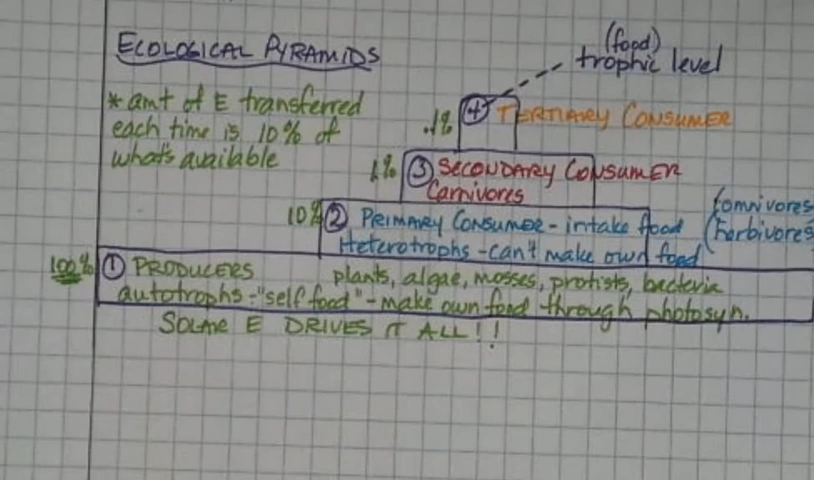 ECOLOGICAL PYRAMIDS
(food)
trophic level
* amt of E transferred
each time is 10% of
what's available
.1% ④ TERTIARY CONSUMER
1% ③ SECONDARY CONSUMER
Carnivores
10% ② PRIMARY CONSUMER - intake food (omnivores
Heterotrophs - can't make own food (herbivores
100% ① PRODUCERS plants, algae, mosses, protists, bacteria
autotrophs = "self food" - make own food through photosyn.
SOLAR E DRIVES IT ALL!!